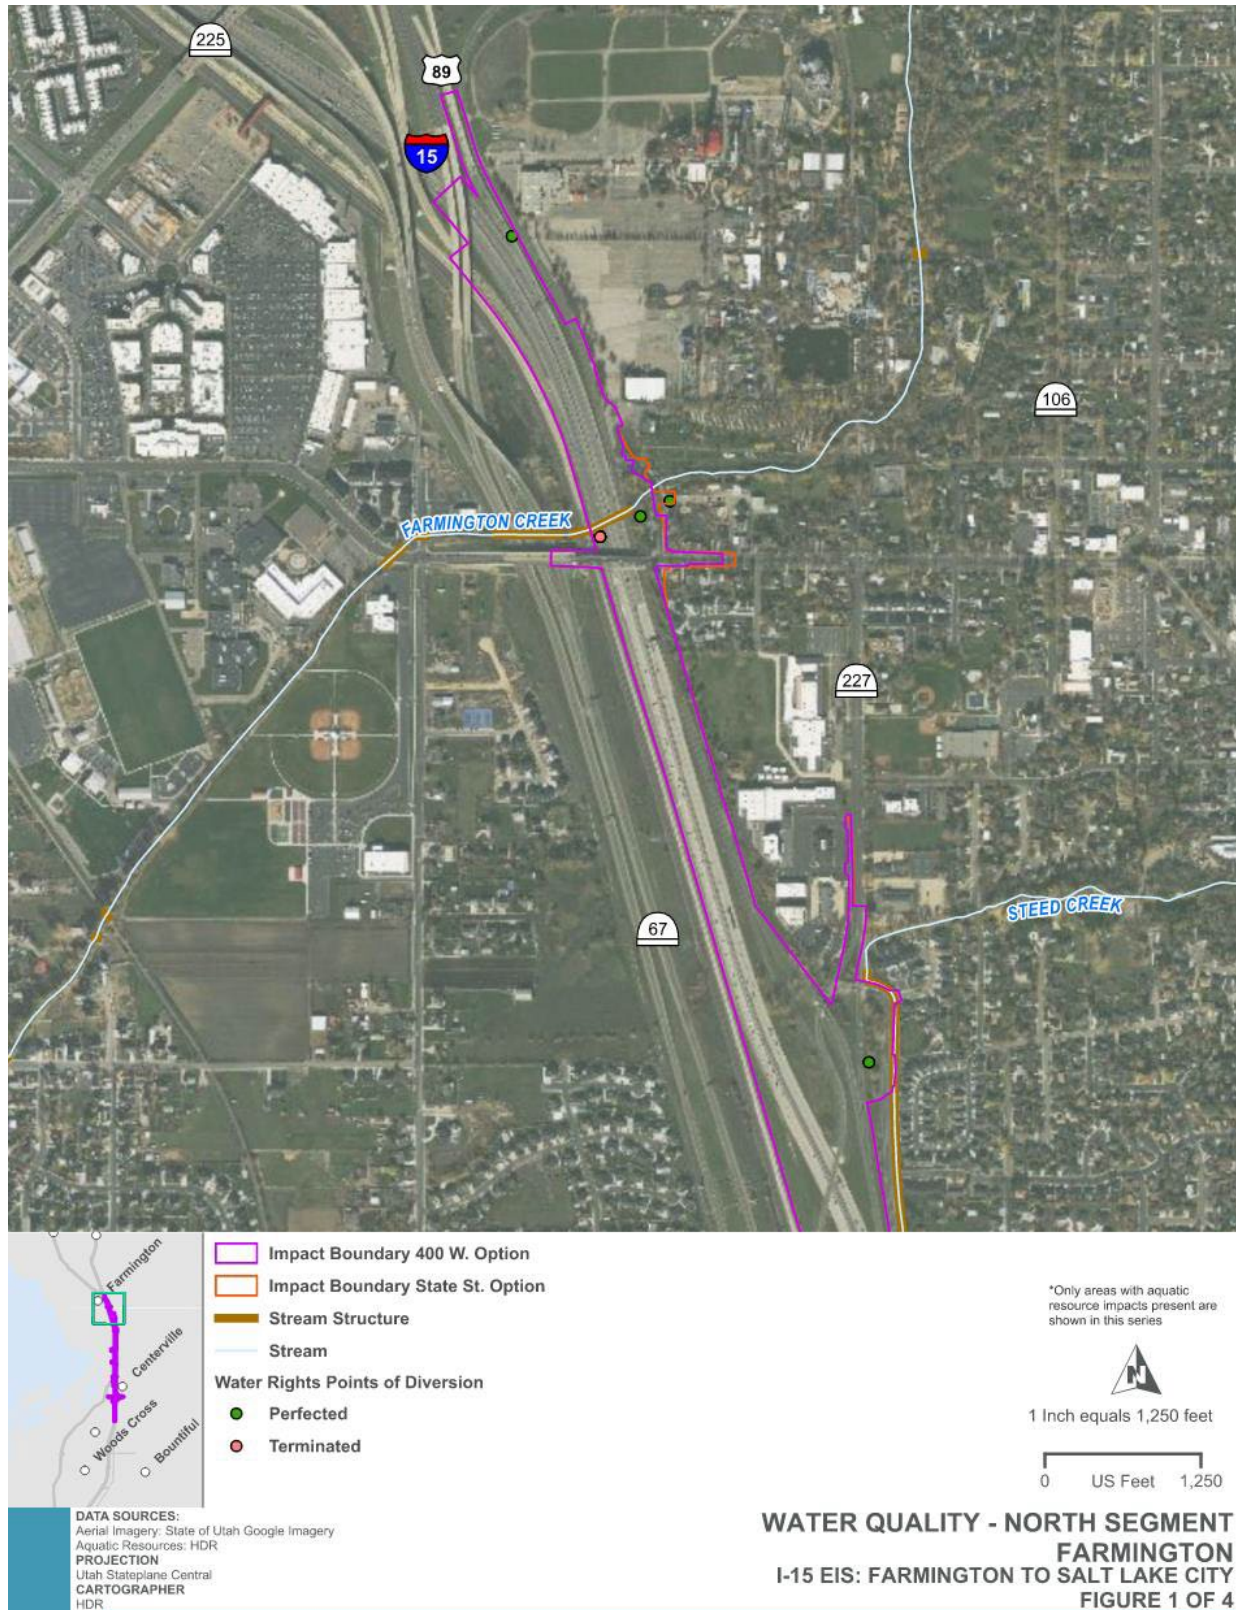 225
89
15
106
FARMINGTON CREEK
227
STEED CREEK
67
Farmington
Centerville
Woods Cross
Bountiful
Impact Boundary 400 W. Option
Impact Boundary State St. Option
Stream Structure
Stream
Water Rights Points of Diversion
Perfected
Terminated
*Only areas with aquatic
resource impacts present are
shown in this series
N
1 Inch equals 1,250 feet
0 US Feet 1,250
DATA SOURCES:
Aerial Imagery: State of Utah Google Imagery
Aquatic Resources: HDR
PROJECTION
Utah Stateplane Central
CARTOGRAPHER
HDR
WATER QUALITY - NORTH SEGMENT
FARMINGTON
I-15 EIS: FARMINGTON TO SALT LAKE CITY
FIGURE 1 OF 4